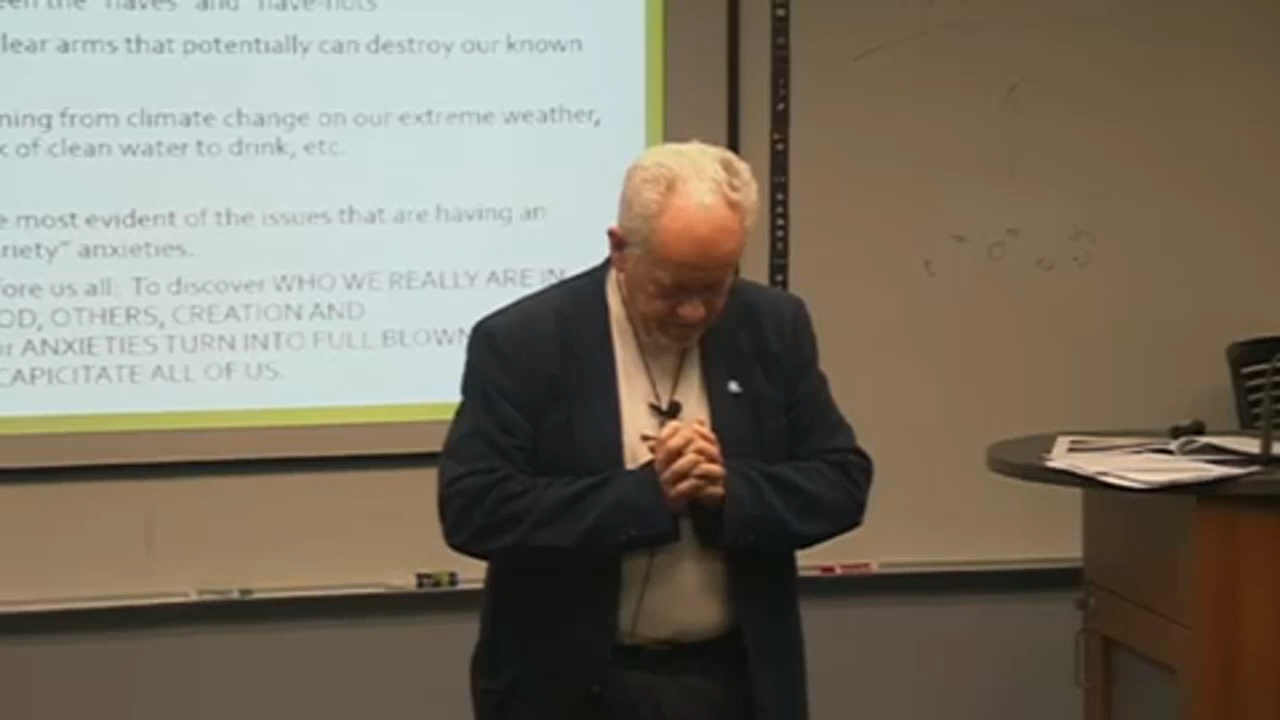 een the "haves" and "have-nots"
lear arms that potentially can destroy our known
ning from climate change on our extreme weather,
k of clean water to drink, etc.
e most evident of the issues that are having an
riety" anxieties.
fore us all: To discover WHO WE REALLY ARE IN
OD, OTHERS, CREATION AND
ur ANXIETIES TURN INTO FULL BLOWN
CAPICITATE ALL OF US.